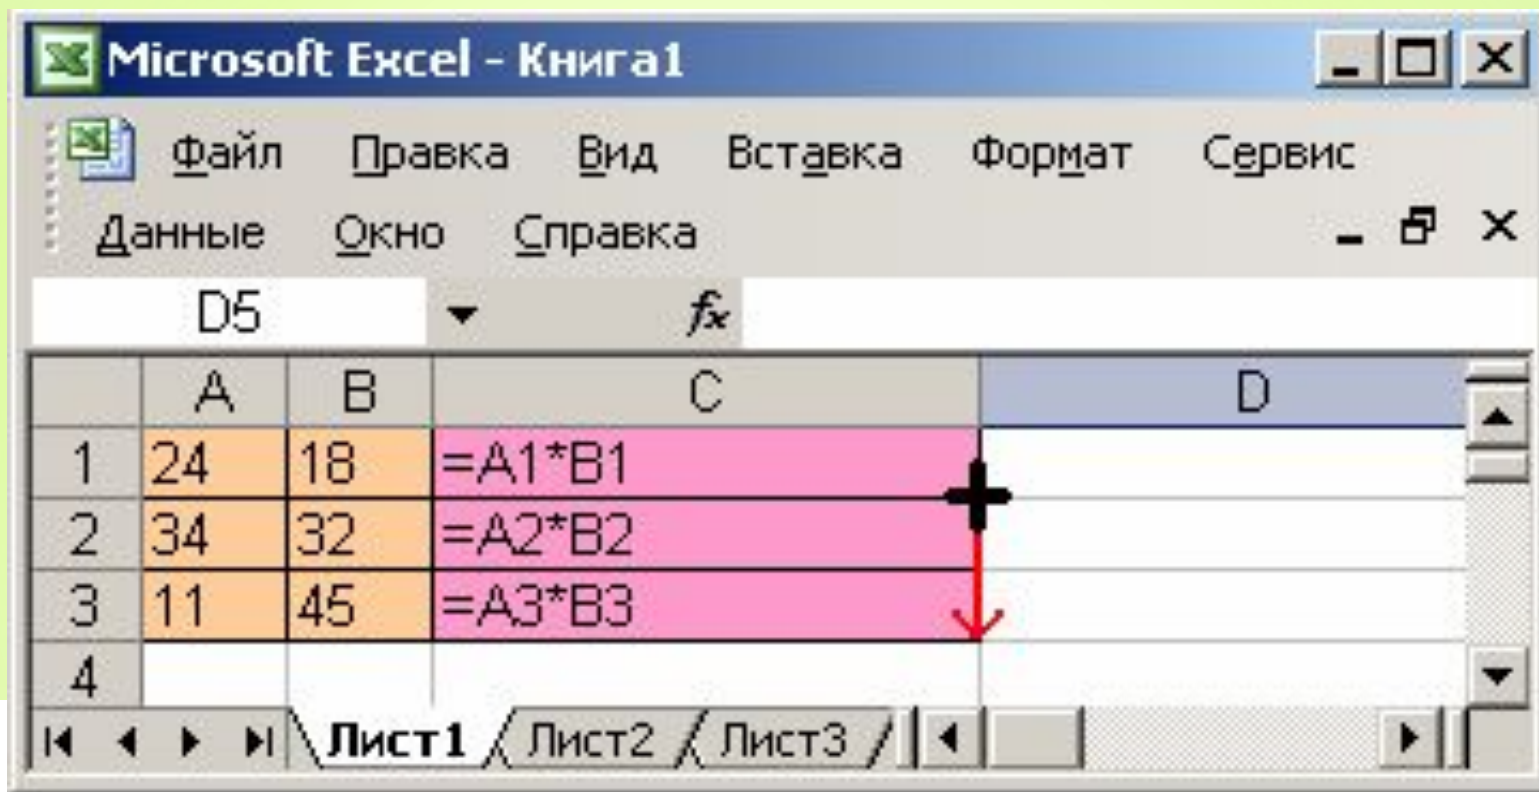 Microsoft Excel - Книга1
Файл Правка Вид Вставка Формат Сервис
Данные Окно Справка
D5 fx
A B C D
1 24 18 =A1*B1
2 34 32 =A2*B2
3 11 45 =A3*B3
4
Лист1 Лист2 Лист3